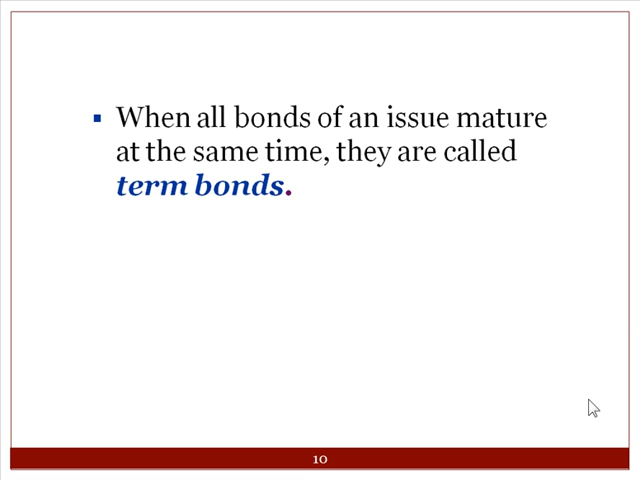 When all bonds of an issue mature
at the same time, they are called
term bonds.
10